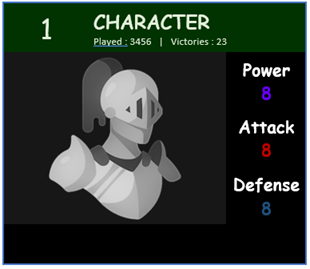 1
CHARACTER
Played : 3456 | Victories : 23
Power
8
Attack
8
Defense
8